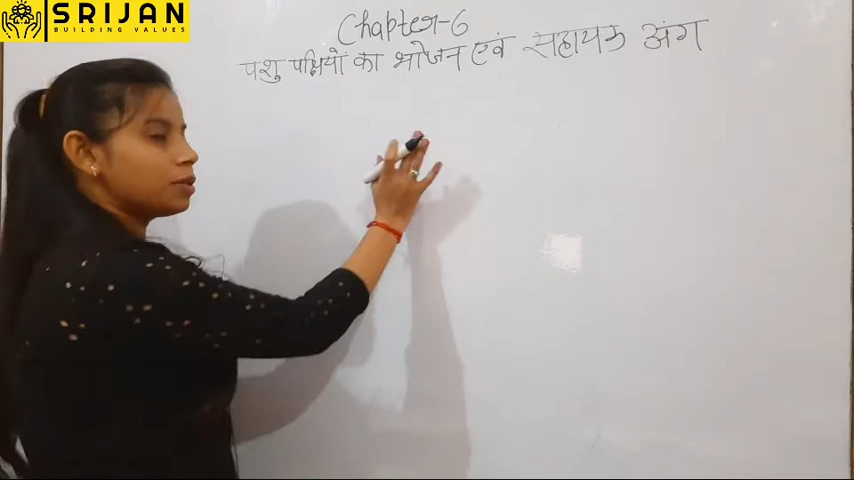 SRIJAN
BUILDING VALUES
Chapter-6
पशु पक्षियों का भोजन एवं सहायक अंग